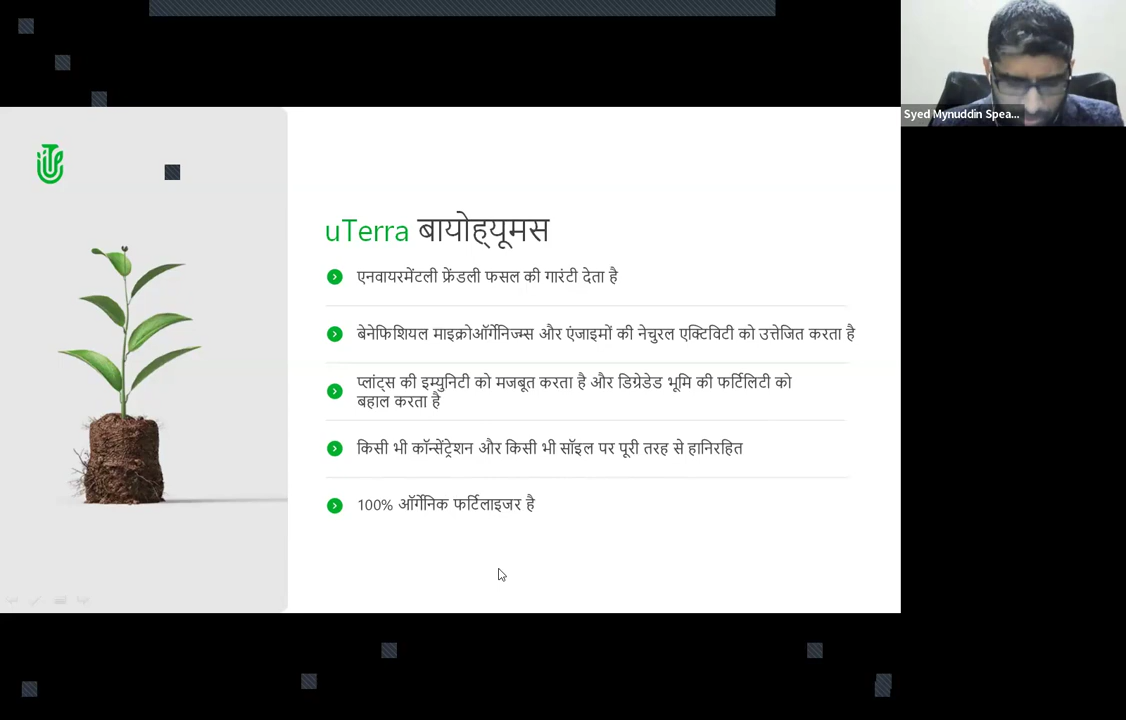 Syed Mynuddin Spea...
uTerra बायोह्यूमस
एनवायरमेंटली फ्रेंडली फसल की गारंटी देता है
बेनेफिशियल माइक्रोऑर्गेनिज्म्स और एंजाइमों की नेचुरल एक्टिविटी को उत्तेजित करता है
प्लांट्स की इम्युनिटी को मजबूत करता है और डिग्रेडेड भूमि की फर्टिलिटी को
बहाल करता है
किसी भी कॉन्सेंट्रेशन और किसी भी सॉइल पर पूरी तरह से हानिरहित
100% ऑर्गेनिक फर्टिलाइजर है